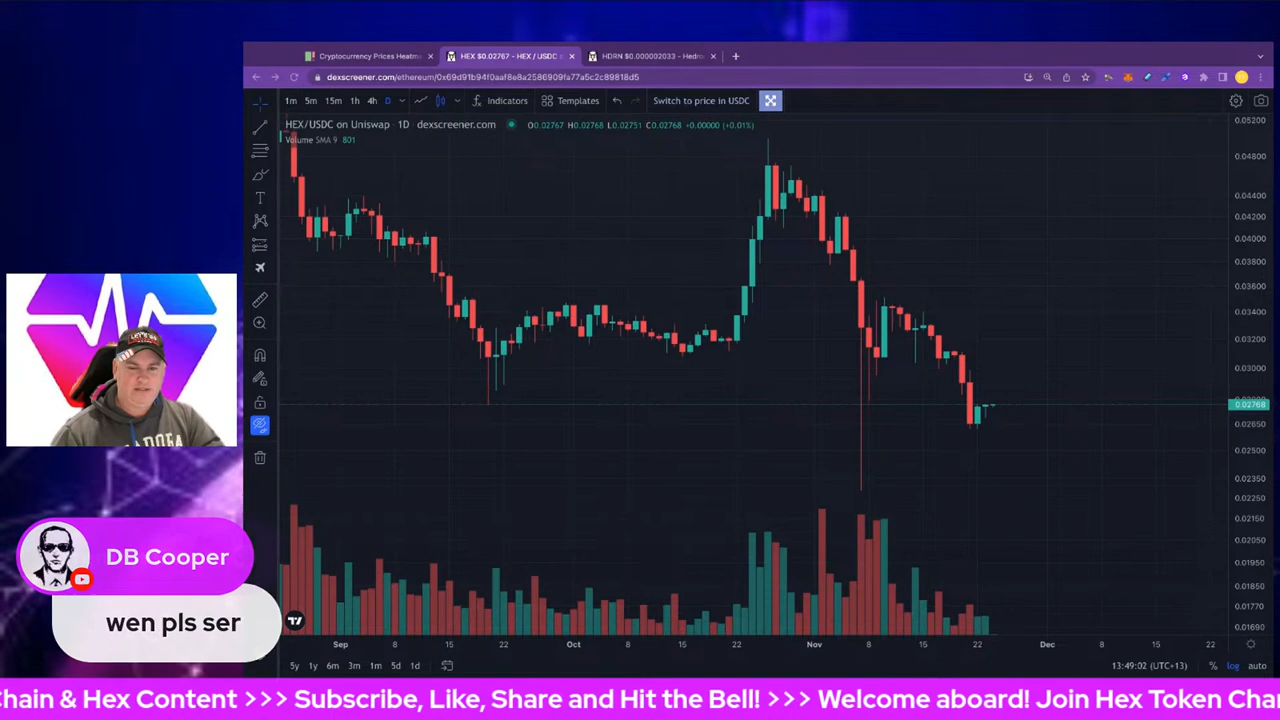 Cryptocurrency Prices Heatm
HEX $0.02767 - HEX / USDC
HDRN $0.000002033 - Hedro
dexscreener.com/ethereum/0x69d91b94f0aaf8e8a2586909fa77a5c2c89818d5
1m 5m 15m 1h 4h D Indicators Templates Switch to price in USDC
HEX/USDC on Uniswap · 1D · dexscreener.com O0.02767 H0.02768 L0.02751 C0.02768 +0.00000 (+0.01%)
Volume SMA 9 801
0.05200
0.04800
0.04400
0.04200
0.04000
0.03800
0.03600
0.03400
0.03200
0.03000
0.02768
0.02650
0.02500
0.02350
0.02250
0.02150
0.02050
0.01950
0.01850
0.01770
0.01690
Sep 8 15 22 Oct 8 15 22 Nov 8 15 22 Dec 8 15 22
5y 1y 6m 3m 1m 5d 1d
13:49:02 (UTC+13) % log auto
DB Cooper
wen pls ser
Chain & Hex Content >>> Subscribe, Like, Share and Hit the Bell! >>> Welcome aboard! Join Hex Token Cha